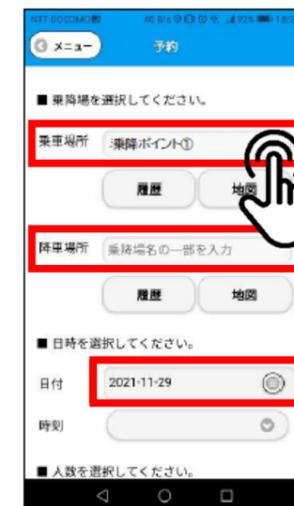 NTT DOCOMO 92%
メニュー 予約
■ 乗降場を選択してください。
乗車場所 乗降ポイント①
履歴 地図
降車場所 乗降場名の一部を入力
履歴 地図
■ 日時を選択してください。
日付 2021-11-29
時刻
■ 人数を選択してください。